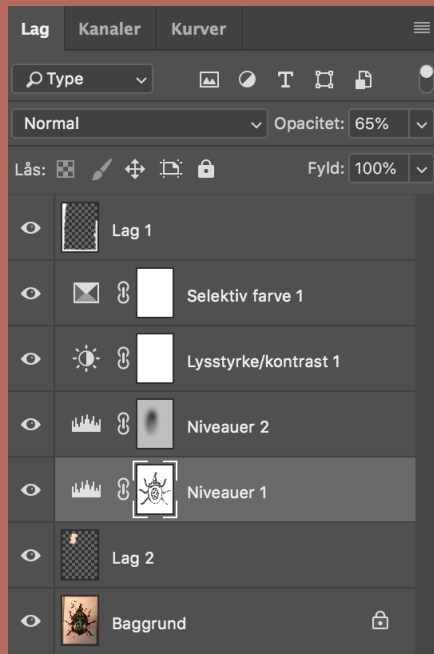 Lag Kanaler Kurver
Type
Normal Opacitet: 65%
Lås: Fyld: 100%
Lag 1
Selektiv farve 1
Lysstyrke/kontrast 1
Niveauer 2
Niveauer 1
Lag 2
Baggrund